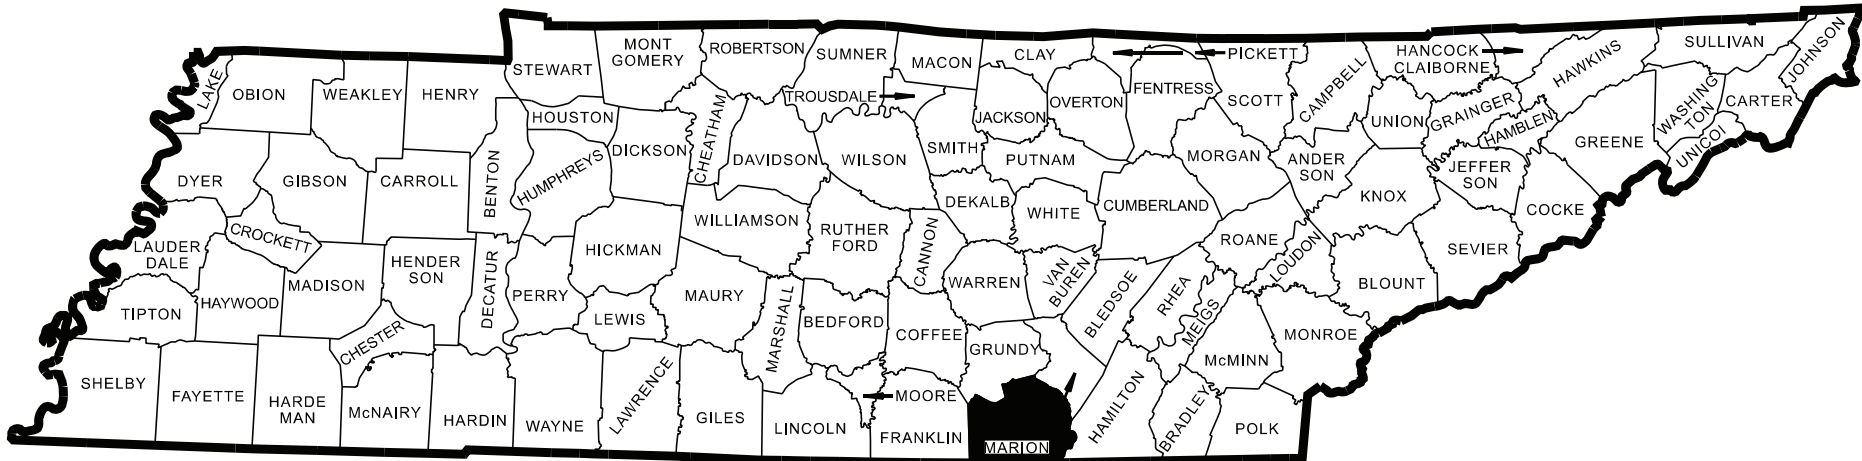 LAKE
OBION
WEAKLEY
HENRY
STEWART
MONT
GOMERY
ROBERTSON
SUMNER
MACON
CLAY
PICKETT
HANCOCK
CLAIBORNE
HAWKINS
SULLIVAN
JOHNSON
TROUSDALE
JACKSON
OVERTON
FENTRESS
SCOTT
CAMPBELL
UNION
GRAINGER
HAMBLEN
WASHING
TON
CARTER
UNICOI
GREENE
HOUSTON
DICKSON
CHEATHAM
DAVIDSON
WILSON
SMITH
PUTNAM
MORGAN
ANDER
SON
JEFFER
SON
DYER
GIBSON
CARROLL
BENTON
HUMPHREYS
KNOX
COCKE
CROCKETT
WILLIAMSON
RUTHER
FORD
CANNON
DEKALB
WHITE
CUMBERLAND
ROANE
LOUDON
BLOUNT
SEVIER
LAUDER
DALE
HAYWOOD
MADISON
HENDER
SON
DECATUR
PERRY
HICKMAN
LEWIS
MAURY
MARSHALL
BEDFORD
COFFEE
WARREN
VAN
BUREN
BLEDSOE
RHEA
MEIGS
McMINN
MONROE
TIPTON
CHESTER
GRUNDY
SHELBY
FAYETTE
HARDE
MAN
McNAIRY
HARDIN
WAYNE
LAWRENCE
GILES
LINCOLN
MOORE
FRANKLIN
MARION
HAMILTON
BRADLEY
POLK